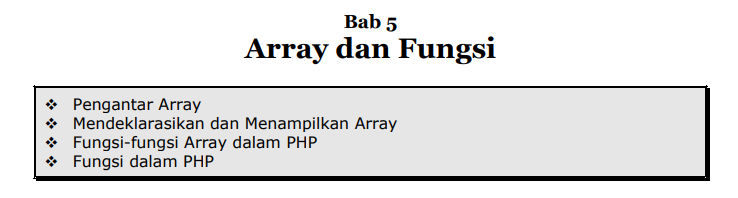 Bab 5
Array dan Fungsi
❖ Pengantar Array
❖ Mendeklarasikan dan Menampilkan Array
❖ Fungsi-fungsi Array dalam PHP
❖ Fungsi dalam PHP